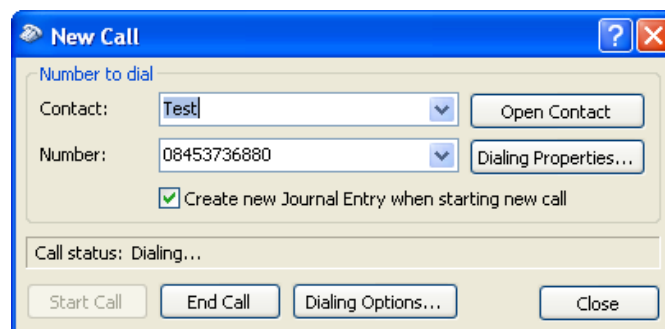 New Call
Number to dial
Contact: Test Open Contact
Number: 08453736880 Dialing Properties...
Create new Journal Entry when starting new call
Call status: Dialing...
Start Call End Call Dialing Options... Close